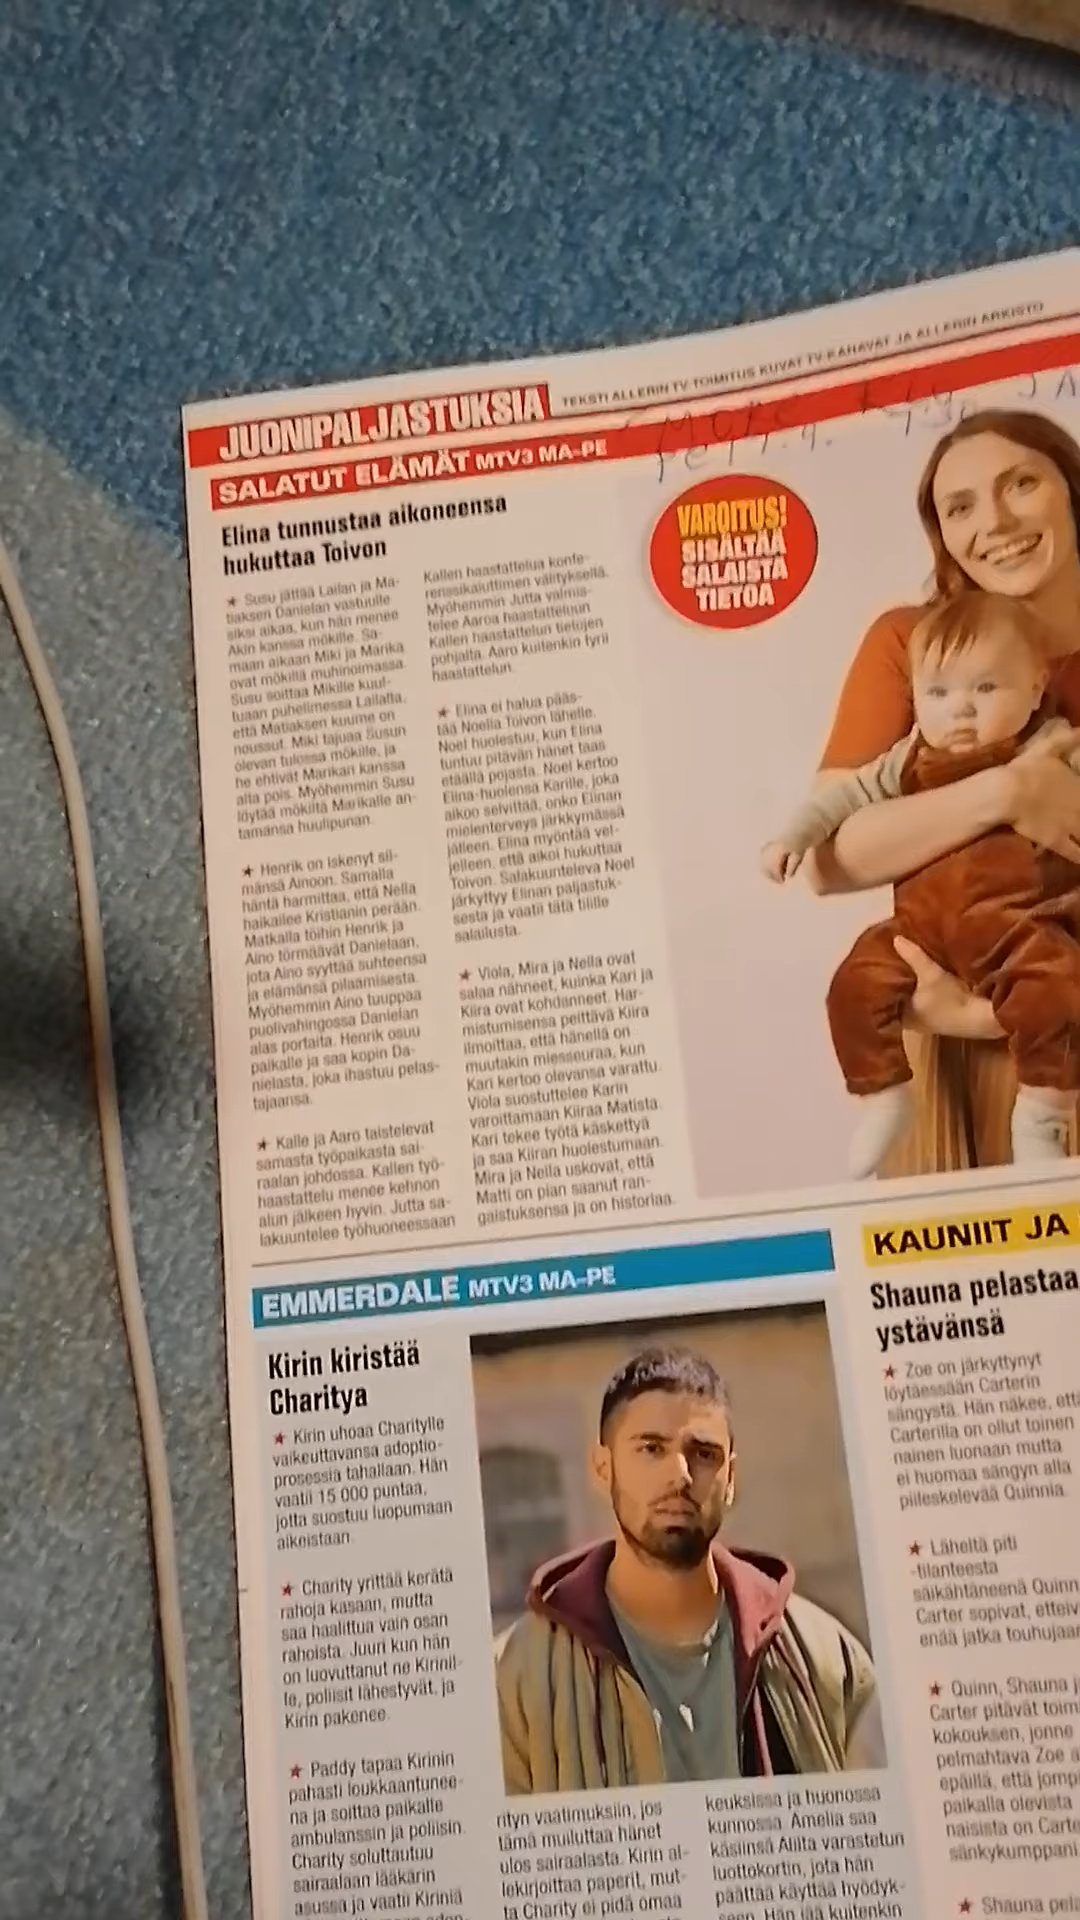 TEKSTI ALLERIN TV-TOIMITUS KUVAT TV-KANAVAT JA ALLERIN ARKISTO
JUONIPALJASTUKSIA
SALATUT ELÄMÄT MTV3 MA-PE
Elina tunnustaa aikoneensa
hukuttaa Toivon
★ Susu jättää Lailan ja Ma-
tiaksen Danielan vastuulle
siksi aikaa, kun hän menee
Akin kanssa mökille. Sa-
maan aikaan Miki ja Marika
ovat mökillä muhinoimassa.
Susu soittaa Mikille kuul-
tuaan puhelimessa Lailalta,
että Matiaksen kuume on
noussut. Miki tajuaa Susun
olevan tulossa mökille, ja
he ehtivät Marikan kanssa
alta pois. Myöhemmin Susu
löytää mökiltä Marikalle an-
tamansa huulipunan.
★ Henrik on iskenyt sil-
mänsä Ainoon. Samalla
häntä harmittaa, että Nella
haikailee Kristianin perään.
Matkalla töihin Henrik ja
Aino törmäävät Danielaan,
jota Aino syyttää suhteensa
ja elämänsä pilaamisesta.
Myöhemmin Aino tuuppaa
puolivahingossa Danielan
alas portaita. Henrik osuu
paikalle ja saa kopin Da-
nielasta, joka ihastuu pelas-
tajaansa.
★ Kalle ja Aaro taistelevat
samasta työpaikasta sai-
raalan johdossa. Kallen työ-
haastattelu menee kehnon
alun jälkeen hyvin. Jutta sa-
lakuuntelee työhuoneessaan
Kallen haastattelua konfe-
renssikaiuttimen välityksellä.
Myöhemmin Jutta valmis-
telee Aaroa haastatteluun
Kallen haastattelun tietojen
pohjalta. Aaro kuitenkin tyrii
haastattelun.
★ Elina ei halua pääs-
tää Noelia Toivon lähelle.
Noel huolestuu, kun Elina
tuntuu pitävän hänet taas
etäällä pojasta. Noel kertoo
Elina-huolensa Karille, joka
aikoo selvittää, onko Elinan
mielenterveys järkkymässä
jälleen. Elina myöntää vel-
jelleen, että aikoi hukuttaa
Toivon. Salakuunteleva Noel
järkyttyy Elinan paljastuk-
sesta ja vaatii tätä tilille
salailusta.
★ Viola, Mira ja Nella ovat
salaa nähneet, kuinka Kari ja
Kiira ovat kohdanneet. Har-
mistumisensa peittävä Kiira
ilmoittaa, että hänellä on
muutakin miesseuraa, kun
Kari kertoo olevansa varattu.
Viola suostuttelee Karin
varoittamaan Kiiraa Matista.
Kari tekee työtä käskettyä
ja saa Kiiran huolestumaan.
Mira ja Nella uskovat, että
Matti on pian saanut ran-
gaistuksensa ja on historiaa.
VAROITUS!
SISÄLTÄÄ
SALAISTA
TIETOA
EMMERDALE MTV3 MA-PE
Kirin kiristää
Charitya
★ Kirin uhoaa Charitylle
vaikeuttavansa adoptio-
prosessia tahallaan. Hän
vaatii 15 000 puntaa,
jotta suostuu luopumaan
aikeistaan.
★ Charity yrittää kerätä
rahoja kasaan, mutta
saa haalittua vain osan
rahoista. Juuri kun hän
on luovuttanut ne Kirinil-
le, poliisit lähestyvät, ja
Kirin pakenee.
★ Paddy tapaa Kirinin
pahasti loukkaantunee-
na ja soittaa paikalle
ambulanssin ja poliisin.
Charity soluttautuu
sairaalaan lääkärin
asussa ja vaatii Kiriniä
rityn vaatimuksiin, jos
tämä muiluttaa hänet
ulos sairaalasta. Kirin al-
lekirjoittaa paperit, mut-
ta Charity ei pidä omaa
keuksissa ja huonossa
kunnossa. Amelia saa
käsiinsä Alilta varastetun
luottokortin, jota hän
päättää käyttää hyödyk-
seen. Hän jää kuitenkin
KAUNIIT JA
Shauna pelastaa
ystävänsä
★ Zoe on järkyttynyt
löytäessään Carterin
sängystä. Hän näkee, että
Carterilla on ollut toinen
nainen luonaan mutta
ei huomaa sängyn alla
piileskelevää Quinnia.
★ Läheltä piti
-tilanteesta
säikähtäneenä Quinn
Carter sopivat, etteiv
enää jatka touhujaan
★ Quinn, Shauna j
Carter pitävät toim
kokouksen, jonne
pelmahtava Zoe a
epäillä, että jompi
paikalla olevista
naisista on Carte
sänkykumppani
★ Shauna pela